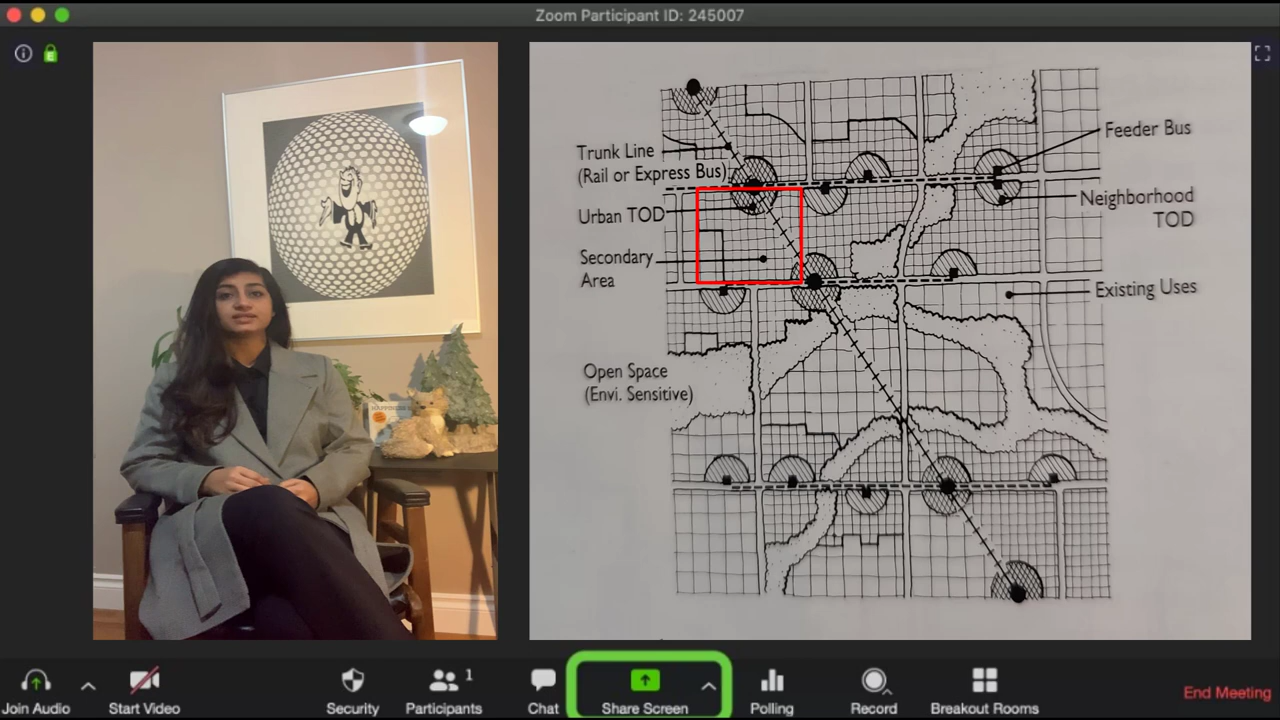 Zoom Participant ID: 245007
E
Trunk Line
(Rail or Express Bus)
Urban TOD
Secondary
Area
Open Space
(Envi. Sensitive)
Feeder Bus
Neighborhood
TOD
Existing Uses
Join Audio
Start Video
Security
Participants
1
Chat
Share Screen
Polling
Record
Breakout Rooms
End Meeting